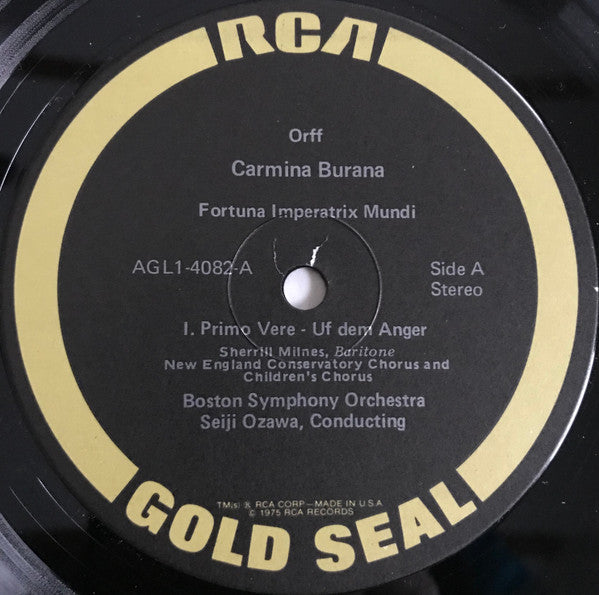 RCA
Orff
Carmina Burana
Fortuna Imperatrix Mundi
AGL1-4082-A
Side A
Stereo
I. Primo Vere - Uf dem Anger
Sherrill Milnes, Baritone
New England Conservatory Chorus and
Children's Chorus
Boston Symphony Orchestra
Seiji Ozawa, Conducting
TM(s) ® RCA CORP—MADE IN U.S.A
© 1975 RCA RECORDS
GOLD SEAL